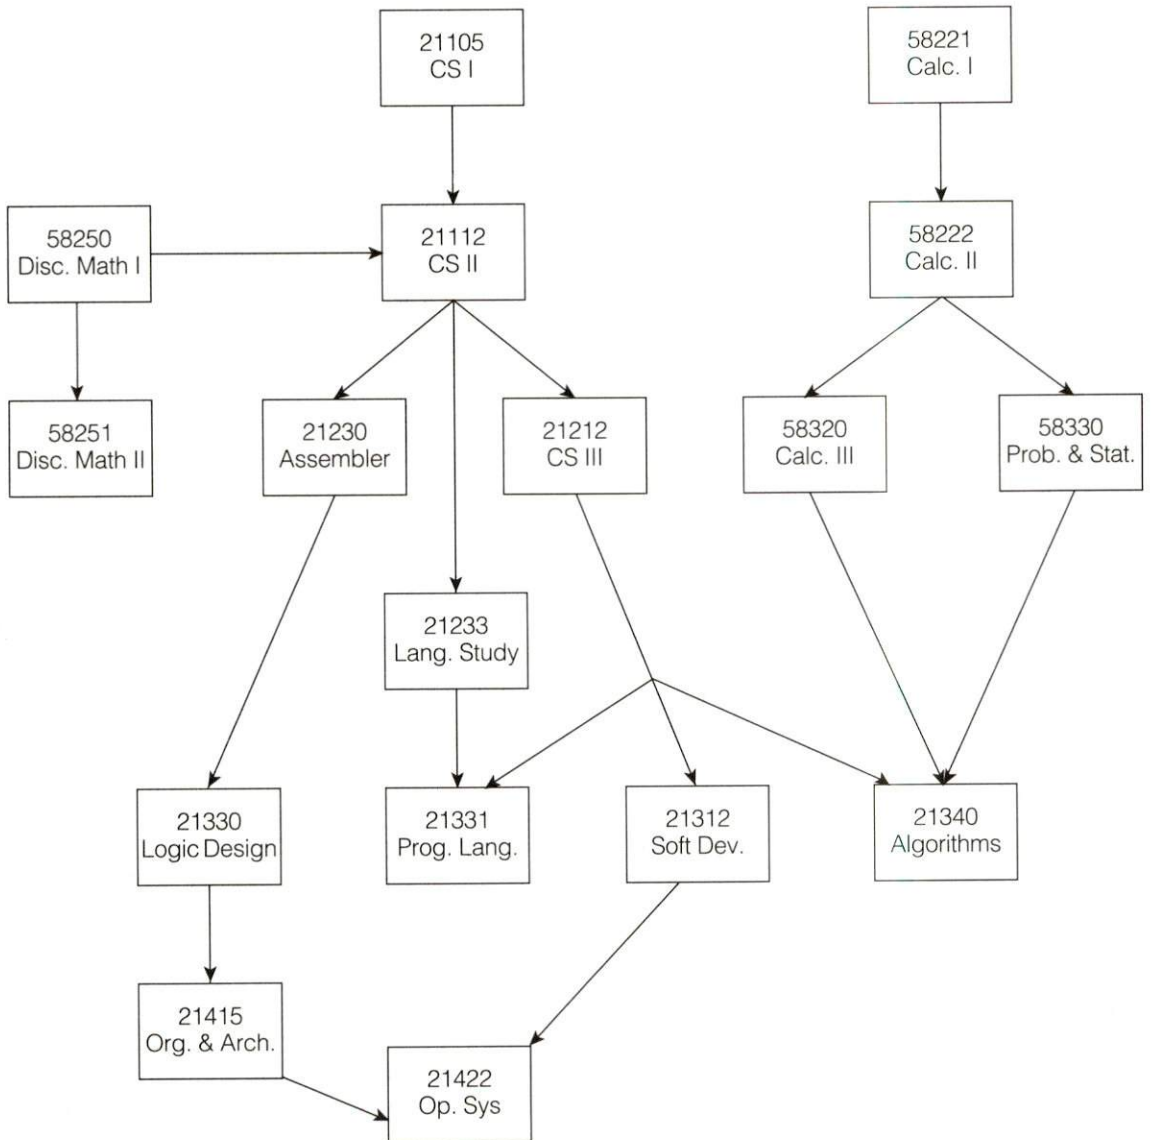 21105
CS I
58221
Calc. I
58250
Disc. Math I
21112
CS II
58222
Calc. II
58251
Disc. Math II
21230
Assembler
21212
CS III
58320
Calc. III
58330
Prob. & Stat.
21233
Lang. Study
21330
Logic Design
21331
Prog. Lang.
21312
Soft Dev.
21340
Algorithms
21415
Org. & Arch.
21422
Op. Sys